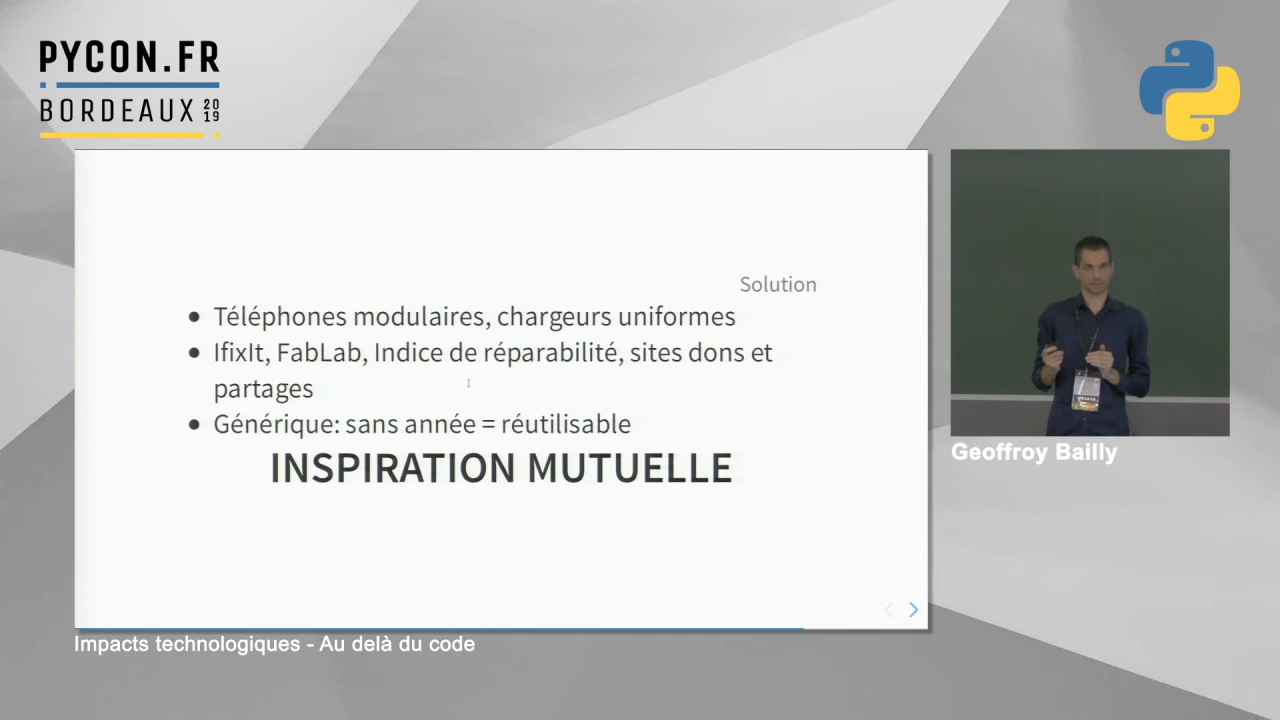 PYCON.FR
BORDEAUX 2019
Solution
• Téléphones modulaires, chargeurs uniformes
• IfixIt, FabLab, Indice de réparabilité, sites dons et
partages
• Générique: sans année = réutilisable
INSPIRATION MUTUELLE
Geoffroy Bailly
Impacts technologiques - Au delà du code